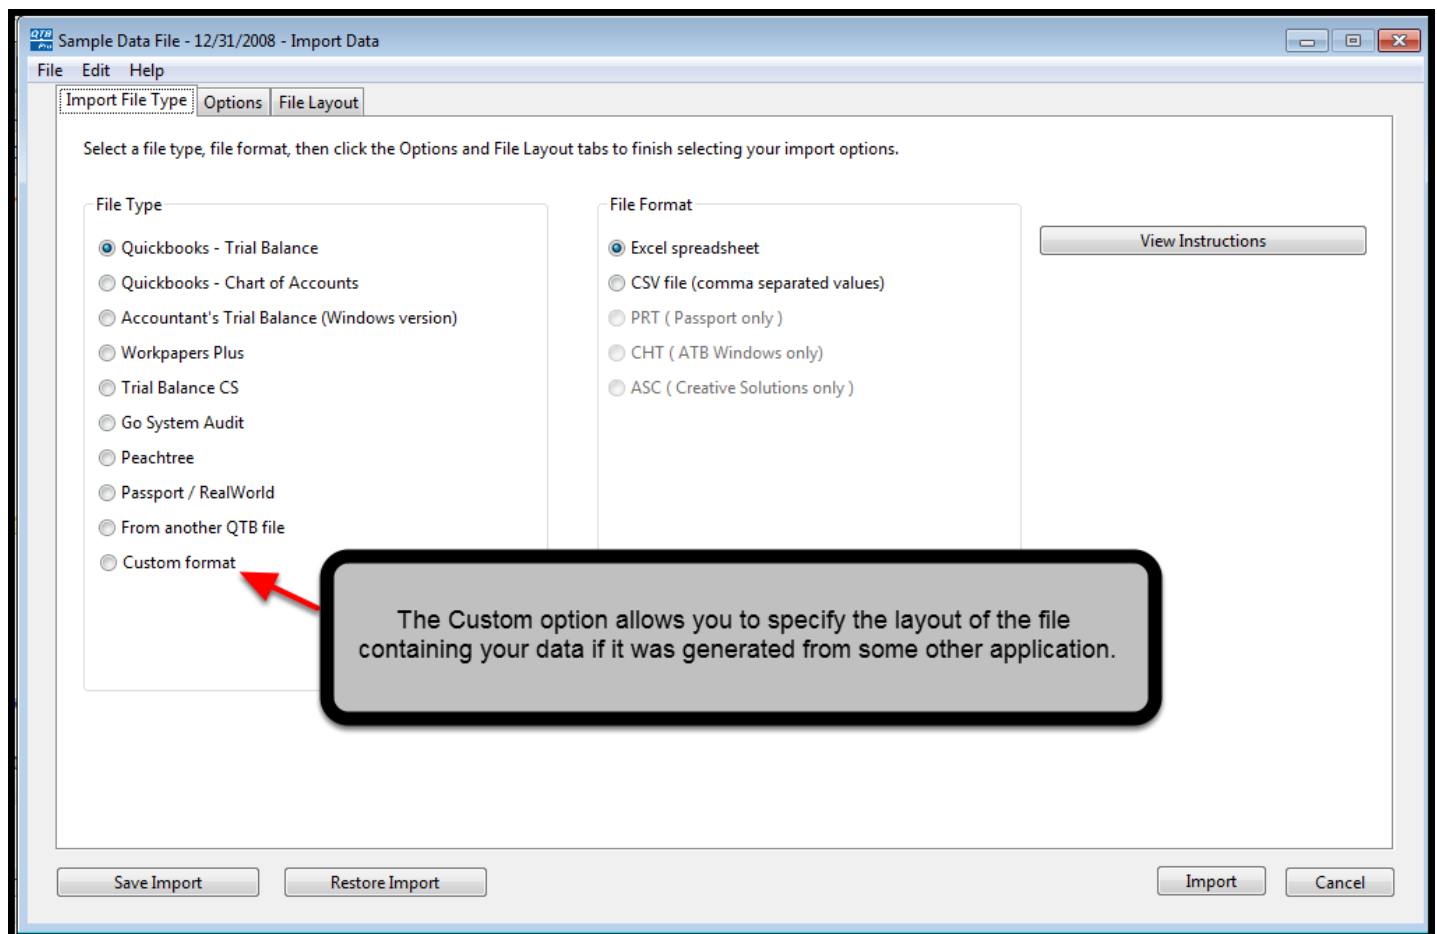 QTB
Pro
Sample Data File - 12/31/2008 - Import Data
File Edit Help
Import File Type Options File Layout
Select a file type, file format, then click the Options and File Layout tabs to finish selecting your import options.
File Type
Quickbooks - Trial Balance
Quickbooks - Chart of Accounts
Accountant's Trial Balance (Windows version)
Workpapers Plus
Trial Balance CS
Go System Audit
Peachtree
Passport / RealWorld
From another QTB file
Custom format
File Format
Excel spreadsheet
CSV file (comma separated values)
PRT ( Passport only )
CHT ( ATB Windows only)
ASC ( Creative Solutions only )
View Instructions
The Custom option allows you to specify the layout of the file
containing your data if it was generated from some other application.
Save Import Restore Import Import Cancel